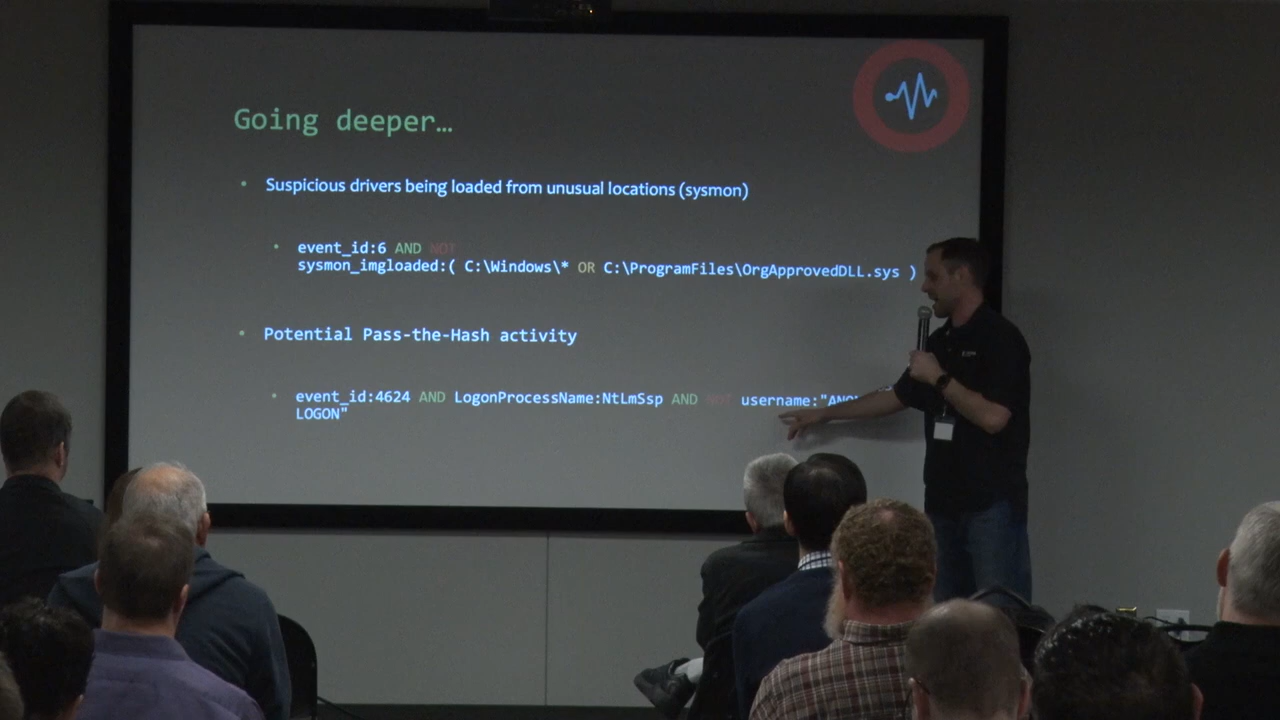 Going deeper…
• Suspicious drivers being loaded from unusual locations (sysmon)
• event_id:6 AND NOT
sysmon_imgloaded:( C:\Windows\* OR C:\ProgramFiles\OrgApprovedDLL.sys )
• Potential Pass-the-Hash activity
• event_id:4624 AND LogonProcessName:NtLmSsp AND NOT username:"ANO
LOGON"